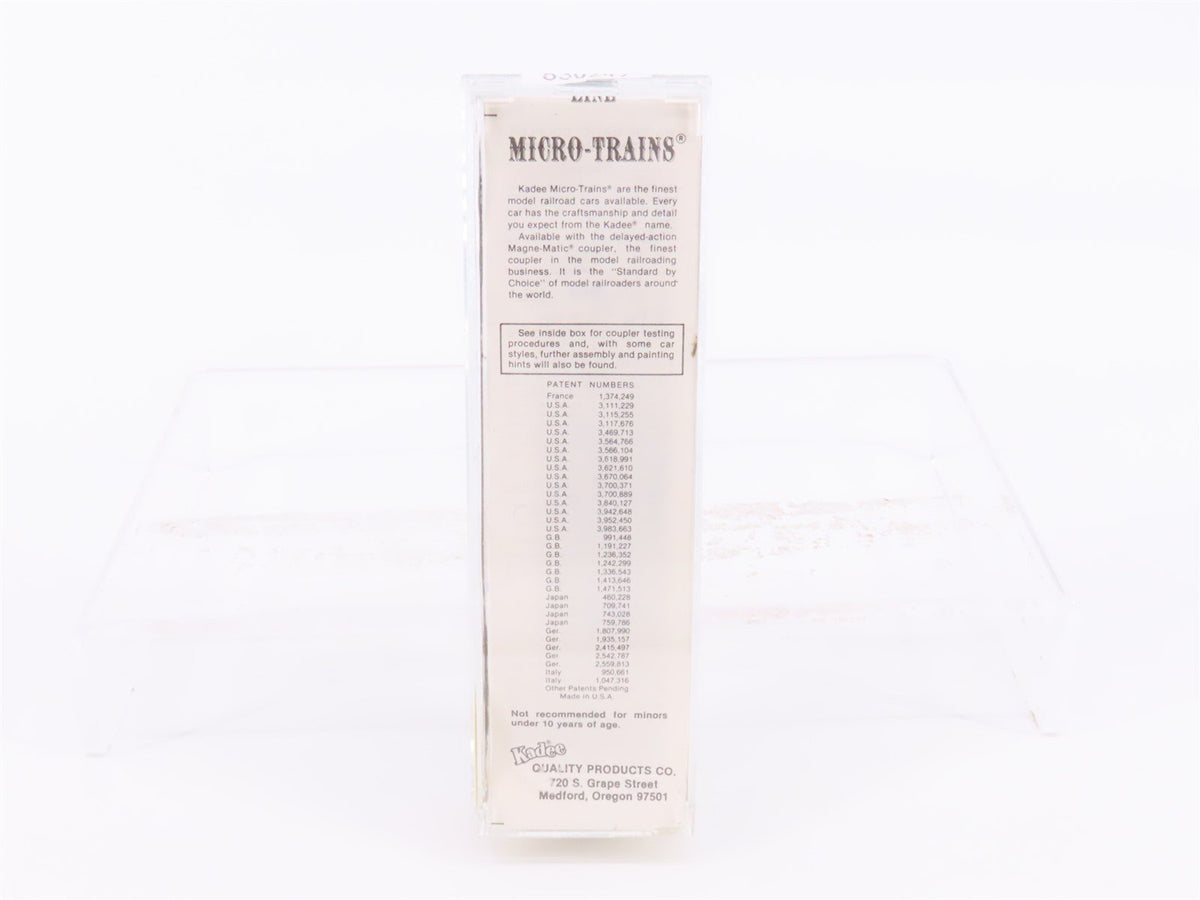 MICRO-TRAINS®
Kadee Micro-Trains® are the finest
model railroad cars available. Every
car has the craftsmanship and detail
you expect from the Kadee® name.
Available with the delayed-action
Magne-Matic® coupler, the finest
coupler in the model railroading
business. It is the "Standard by
Choice" of model railroaders around
the world.
See inside box for coupler testing
procedures and, with some car
styles, further assembly and painting
hints will also be found.
PATENT NUMBERS
France 1,374,249
U.S.A. 3,111,229
U.S.A. 3,115,255
U.S.A. 3,117,676
U.S.A. 3,469,713
U.S.A. 3,564,766
U.S.A. 3,566,104
U.S.A. 3,618,991
U.S.A. 3,621,610
U.S.A. 3,670,064
U.S.A. 3,700,371
U.S.A. 3,700,889
U.S.A. 3,840,127
U.S.A. 3,942,648
U.S.A. 3,952,450
U.S.A. 3,983,663
G.B. 991,448
G.B. 1,191,227
G.B. 1,236,352
G.B. 1,242,299
G.B. 1,336,543
G.B. 1,413,646
G.B. 1,471,513
Japan 460,228
Japan 709,741
Japan 743,028
Japan 759,786
Ger. 1,807,990
Ger. 1,935,157
Ger. 2,415,497
Ger. 2,542,787
Ger. 2,559,813
Italy 950,661
Italy 1,047,316
Other Patents Pending
Made in U.S.A.
Not recommended for minors
under 10 years of age.
Kadee®
QUALITY PRODUCTS CO.
720 S. Grape Street
Medford, Oregon 97501